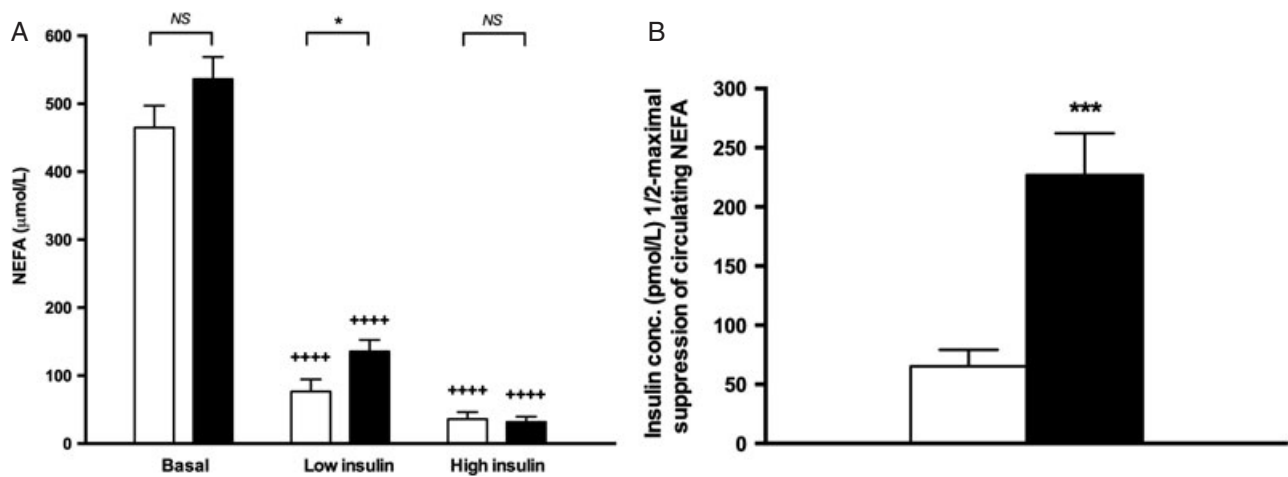 A
NS
*
NS
600
500
400
300
200
100
0
NEFA (μmol/L)
++++
++++
++++
++++
Basal
Low insulin
High insulin
B
300
250
200
150
100
50
0
Insulin conc. (pmol/L) 1/2-maximal
suppression of circulating NEFA
***